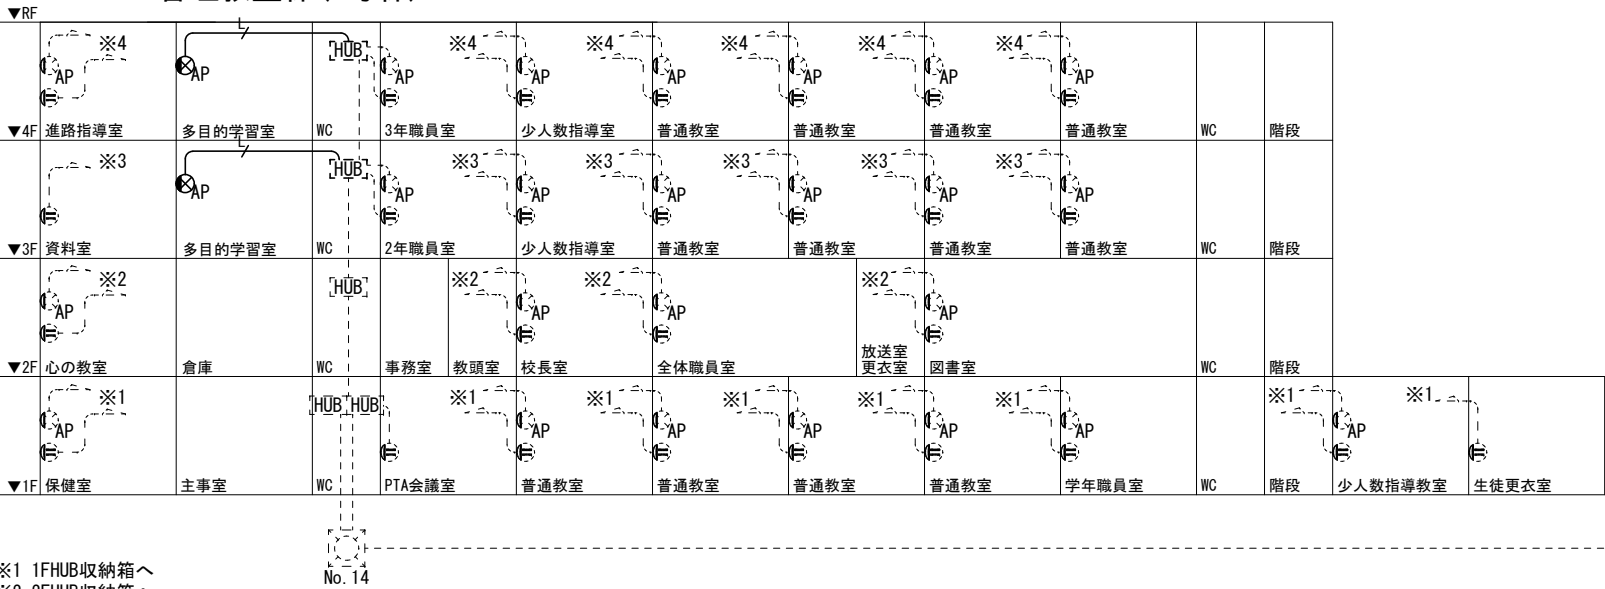 ▼RF
※4 L HUB ※4 ※4 ※4 ※4 ※4
AP AP AP AP AP AP AP AP
▼4F 進路指導室 多目的学習室 WC 3年職員室 少人数指導室 普通教室 普通教室 普通教室 普通教室 WC 階段
※3 L HUB ※3 ※3 ※3 ※3 ※3
AP AP AP AP AP AP AP
▼3F 資料室 多目的学習室 WC 2年職員室 少人数指導室 普通教室 普通教室 普通教室 普通教室 WC 階段
※2 HUB ※2 ※2 ※2
AP AP AP AP
放送室
▼2F 心の教室 倉庫 WC 事務室 教頭室 校長室 全体職員室 更衣室 図書室 WC 階段
※1 HUB HUB ※1 ※1 ※1 ※1 ※1 ※1 ※1
AP AP AP AP AP AP AP
▼1F 保健室 主事室 WC PTA会議室 普通教室 普通教室 普通教室 普通教室 学年職員室 WC 階段 少人数指導教室 生徒更衣室
※1 1FHUB収納箱へ
No.14